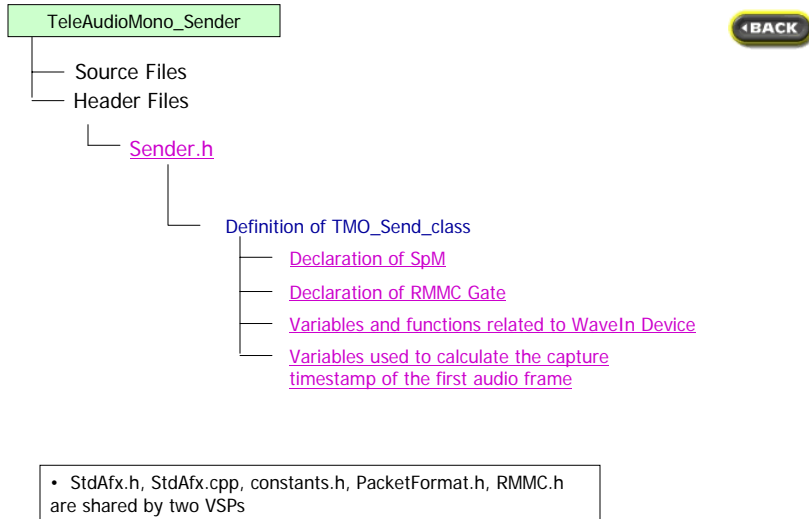 TeleAudioMono_Sender
BACK
Source Files
Header Files
Sender.h
Definition of TMO_Send_class
Declaration of SpM
Declaration of RMMC Gate
Variables and functions related to WaveIn Device
Variables used to calculate the capture
timestamp of the first audio frame
• StdAfx.h, StdAfx.cpp, constants.h, PacketFormat.h, RMMC.h
are shared by two VSPs